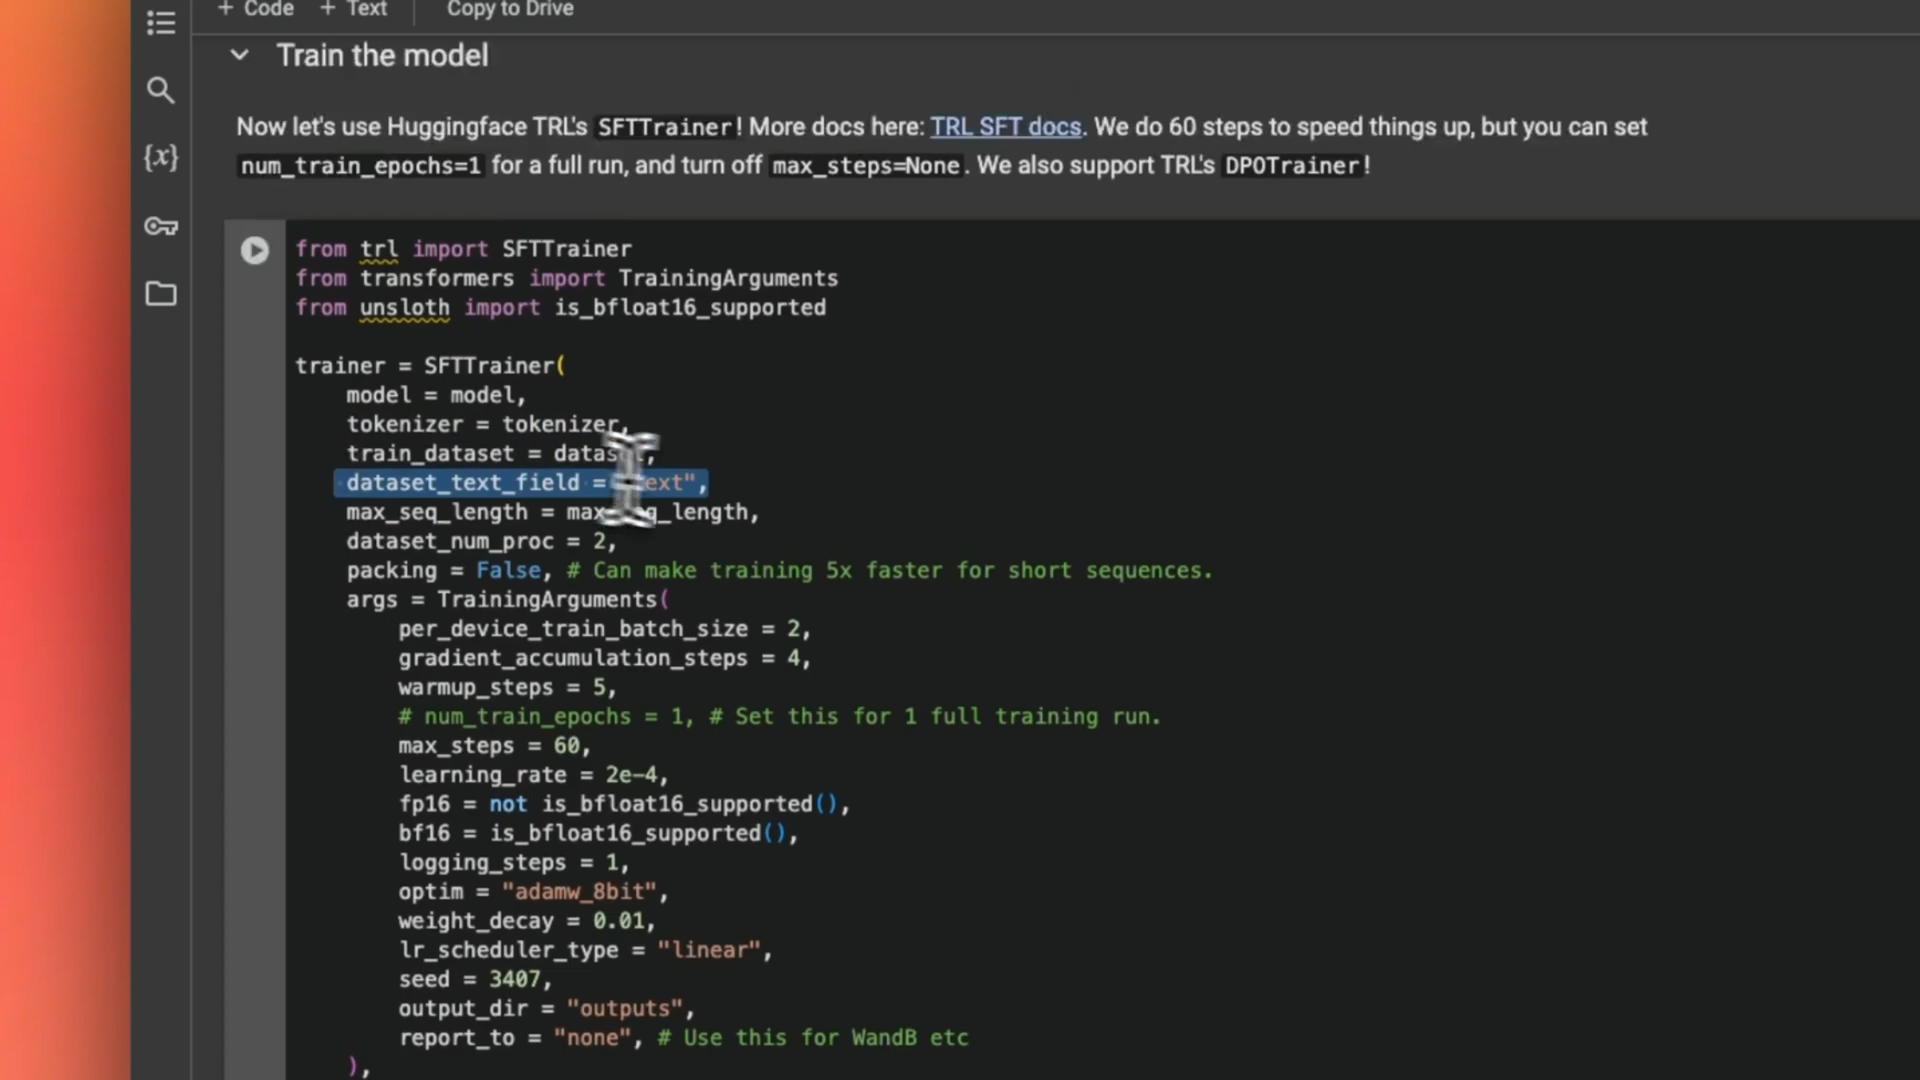 + Code + Text Copy to Drive
Train the model
Now let's use Huggingface TRL's SFTTrainer! More docs here: TRL SFT docs. We do 60 steps to speed things up, but you can set
num_train_epochs=1 for a full run, and turn off max_steps=None. We also support TRL's DPOTrainer!
from trl import SFTTrainer
from transformers import TrainingArguments
from unsloth import is_bfloat16_supported
trainer = SFTTrainer(
model = model,
tokenizer = tokenizer,
train_dataset = dataset,
dataset_text_field = "text",
max_seq_length = max_seq_length,
dataset_num_proc = 2,
packing = False, # Can make training 5x faster for short sequences.
args = TrainingArguments(
per_device_train_batch_size = 2,
gradient_accumulation_steps = 4,
warmup_steps = 5,
# num_train_epochs = 1, # Set this for 1 full training run.
max_steps = 60,
learning_rate = 2e-4,
fp16 = not is_bfloat16_supported(),
bf16 = is_bfloat16_supported(),
logging_steps = 1,
optim = "adamw_8bit",
weight_decay = 0.01,
lr_scheduler_type = "linear",
seed = 3407,
output_dir = "outputs",
report_to = "none", # Use this for WandB etc
),